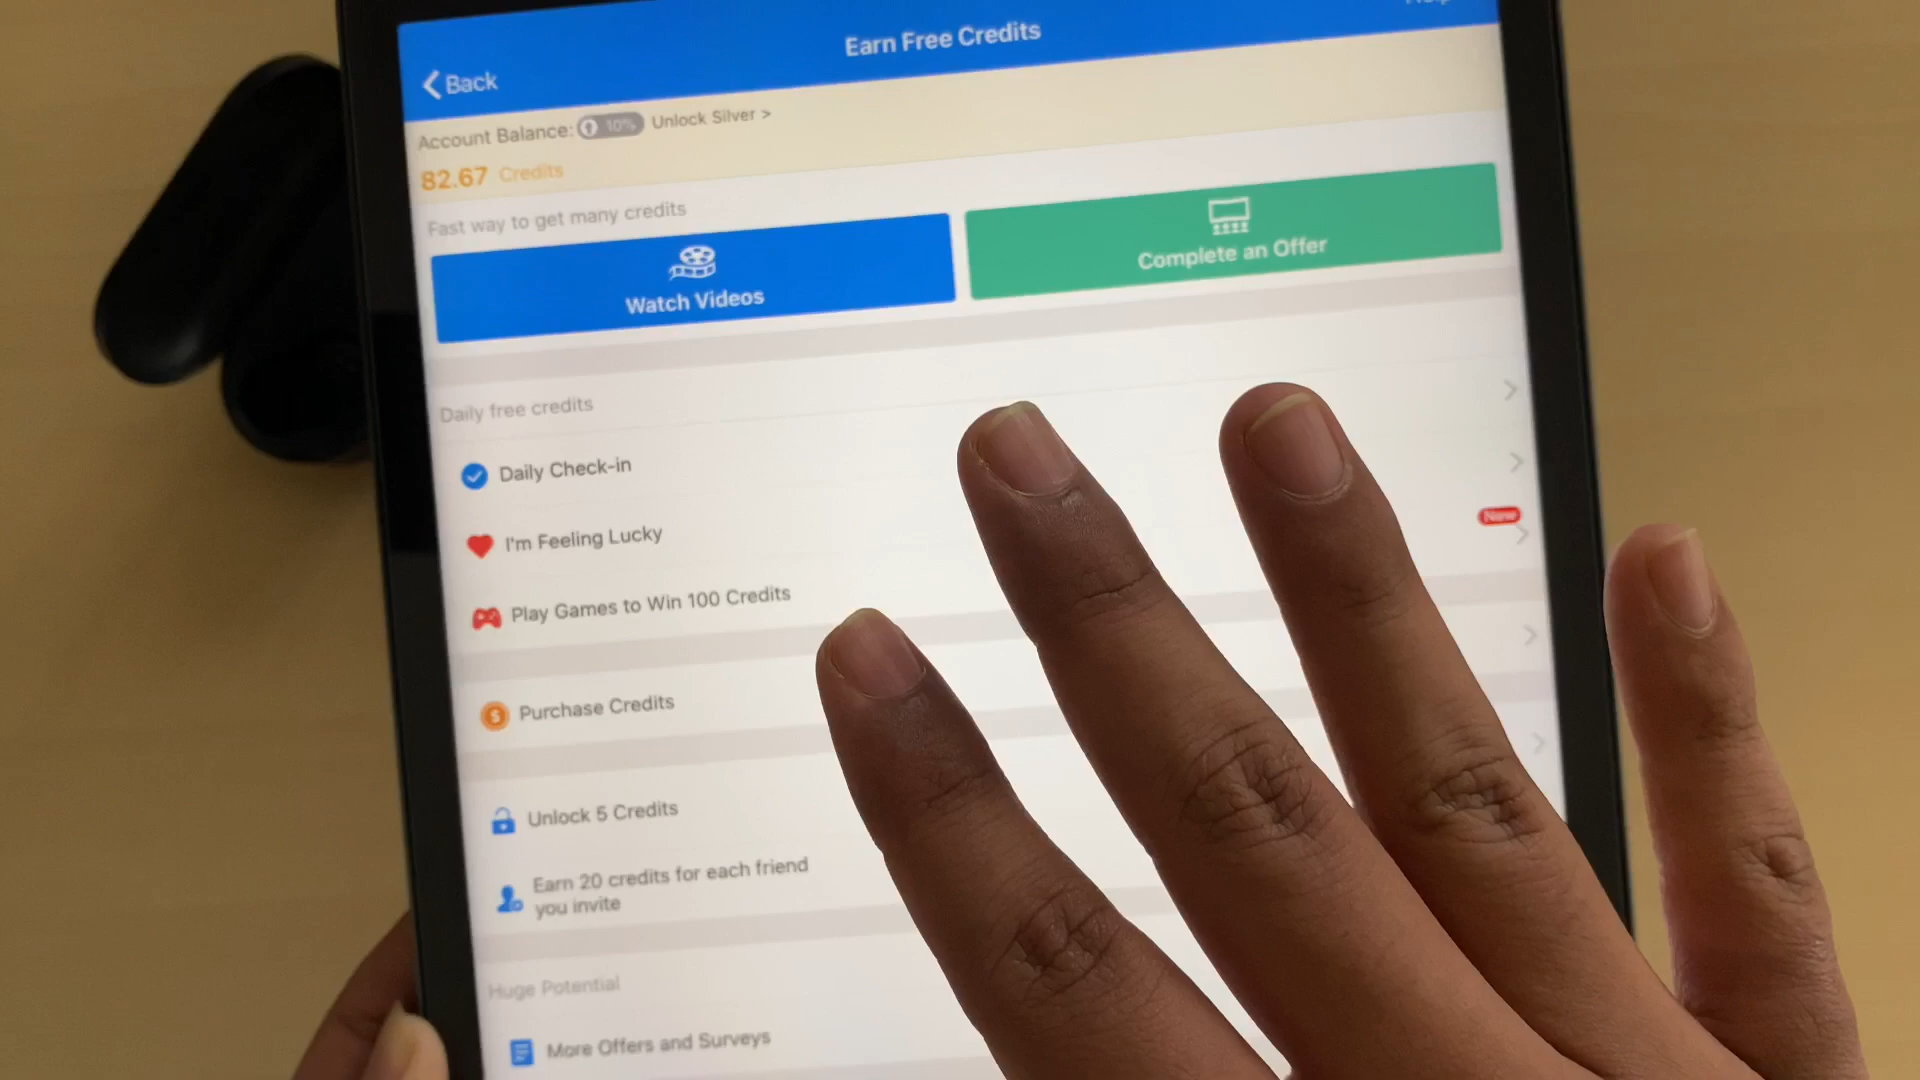 Earn Free Credits
Back
Account Balance: 10% Unlock Silver >
82.67 Credits
Fast way to get many credits
Watch Videos
Complete an Offer
Daily free credits
Daily Check-in
I'm Feeling Lucky
New
Play Games to Win 100 Credits
Purchase Credits
Unlock 5 Credits
Earn 20 credits for each friend
you invite
Huge Potential
More Offers and Surveys